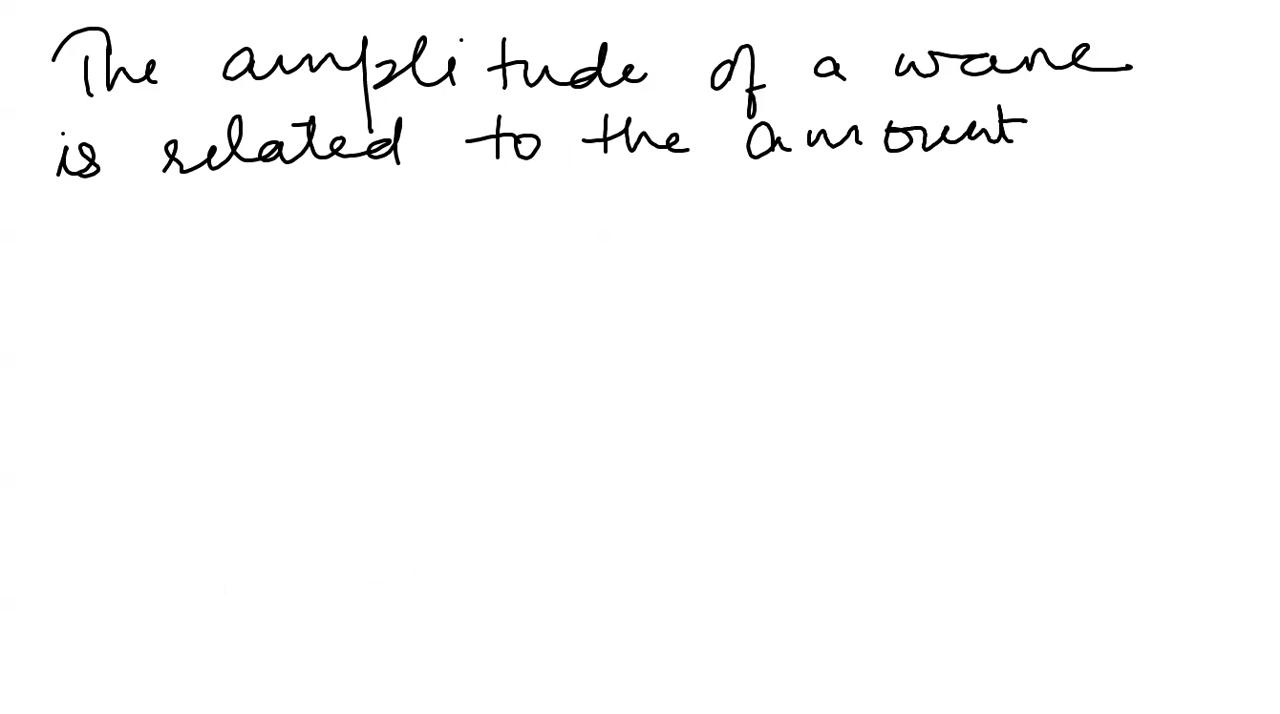 The amplitude of a wave
is related to the amount